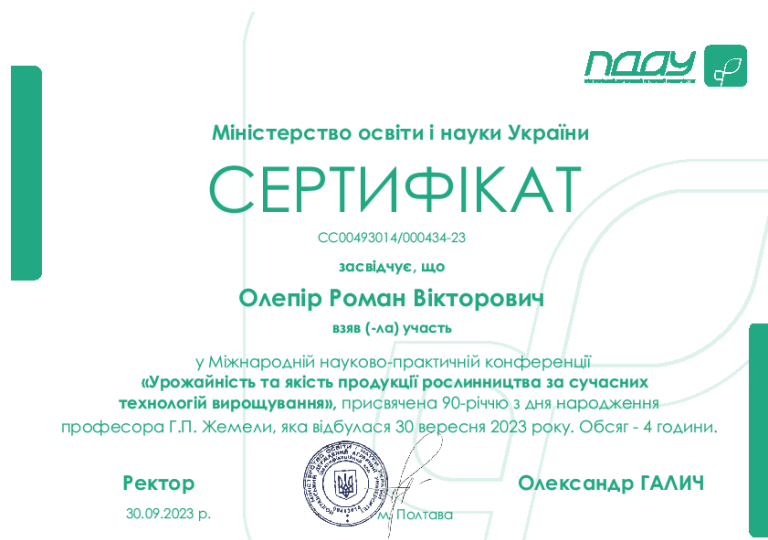 ПДАУ
Міністерство освіти і науки України
СЕРТИФІКАТ
СС00493014/000434-23
засвідчує, що
Олепір Роман Вікторович
взяв (-ла) участь
у Міжнародній науково-практичній конференції
«Урожайність та якість продукції рослинництва за сучасних
технологій вирощування», присвячена 90-річчю з дня народження
професора Г.П. Жемели, яка відбулася 30 вересня 2023 року. Обсяг - 4 години.
Ректор
Олександр ГАЛИЧ
30.09.2023 р.
м. Полтава